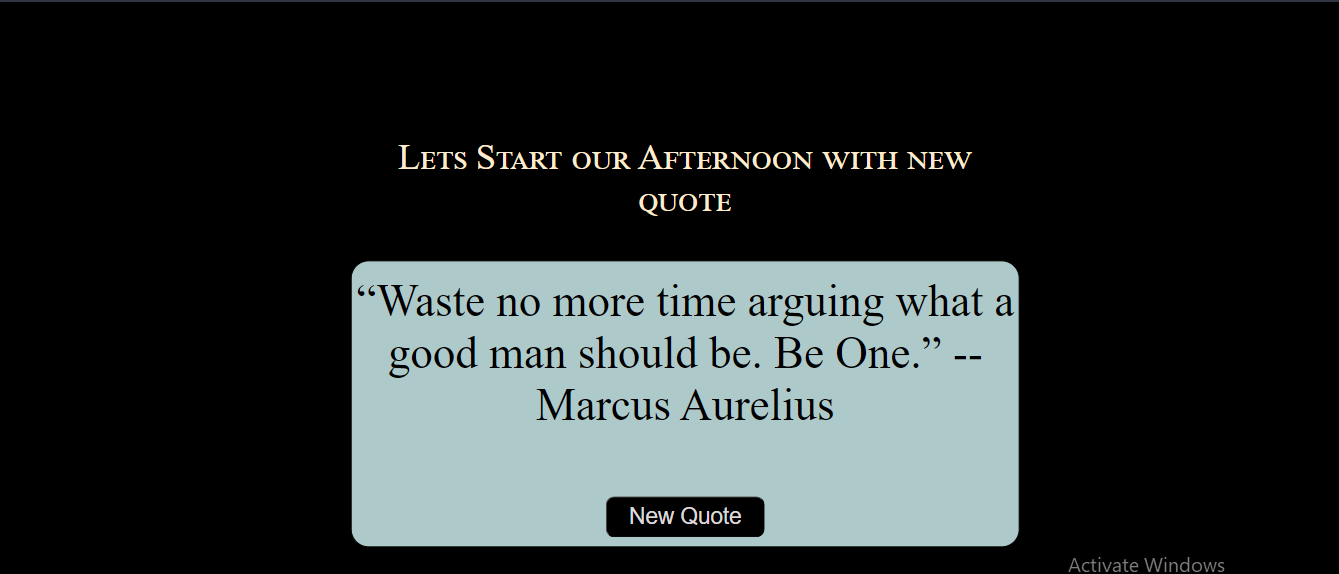 Lets Start our Afternoon with new
quote
“Waste no more time arguing what a
good man should be. Be One.” --
Marcus Aurelius
New Quote
Activate Windows